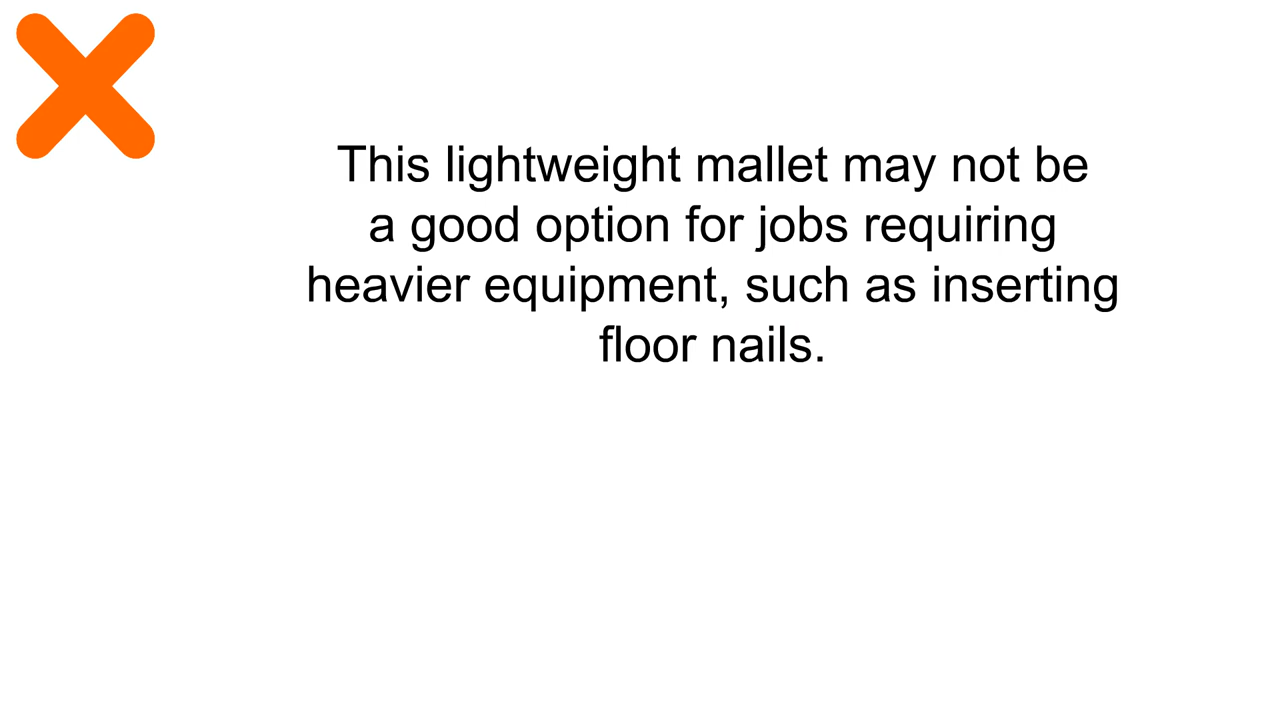 This lightweight mallet may not be
a good option for jobs requiring
heavier equipment, such as inserting
floor nails.